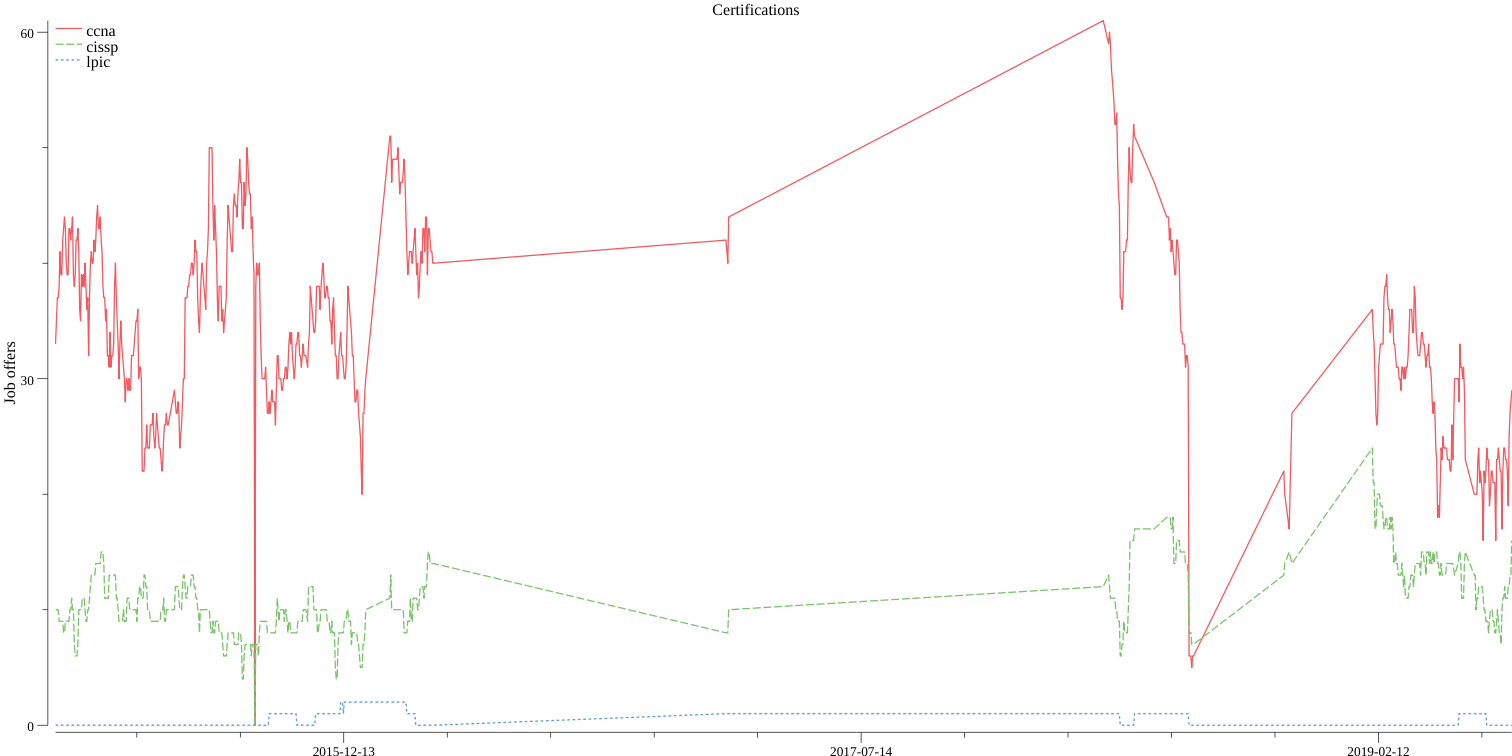 Certifications
ccna
cissp
lpic
60
30
0
Job offers
2015-12-13
2017-07-14
2019-02-12